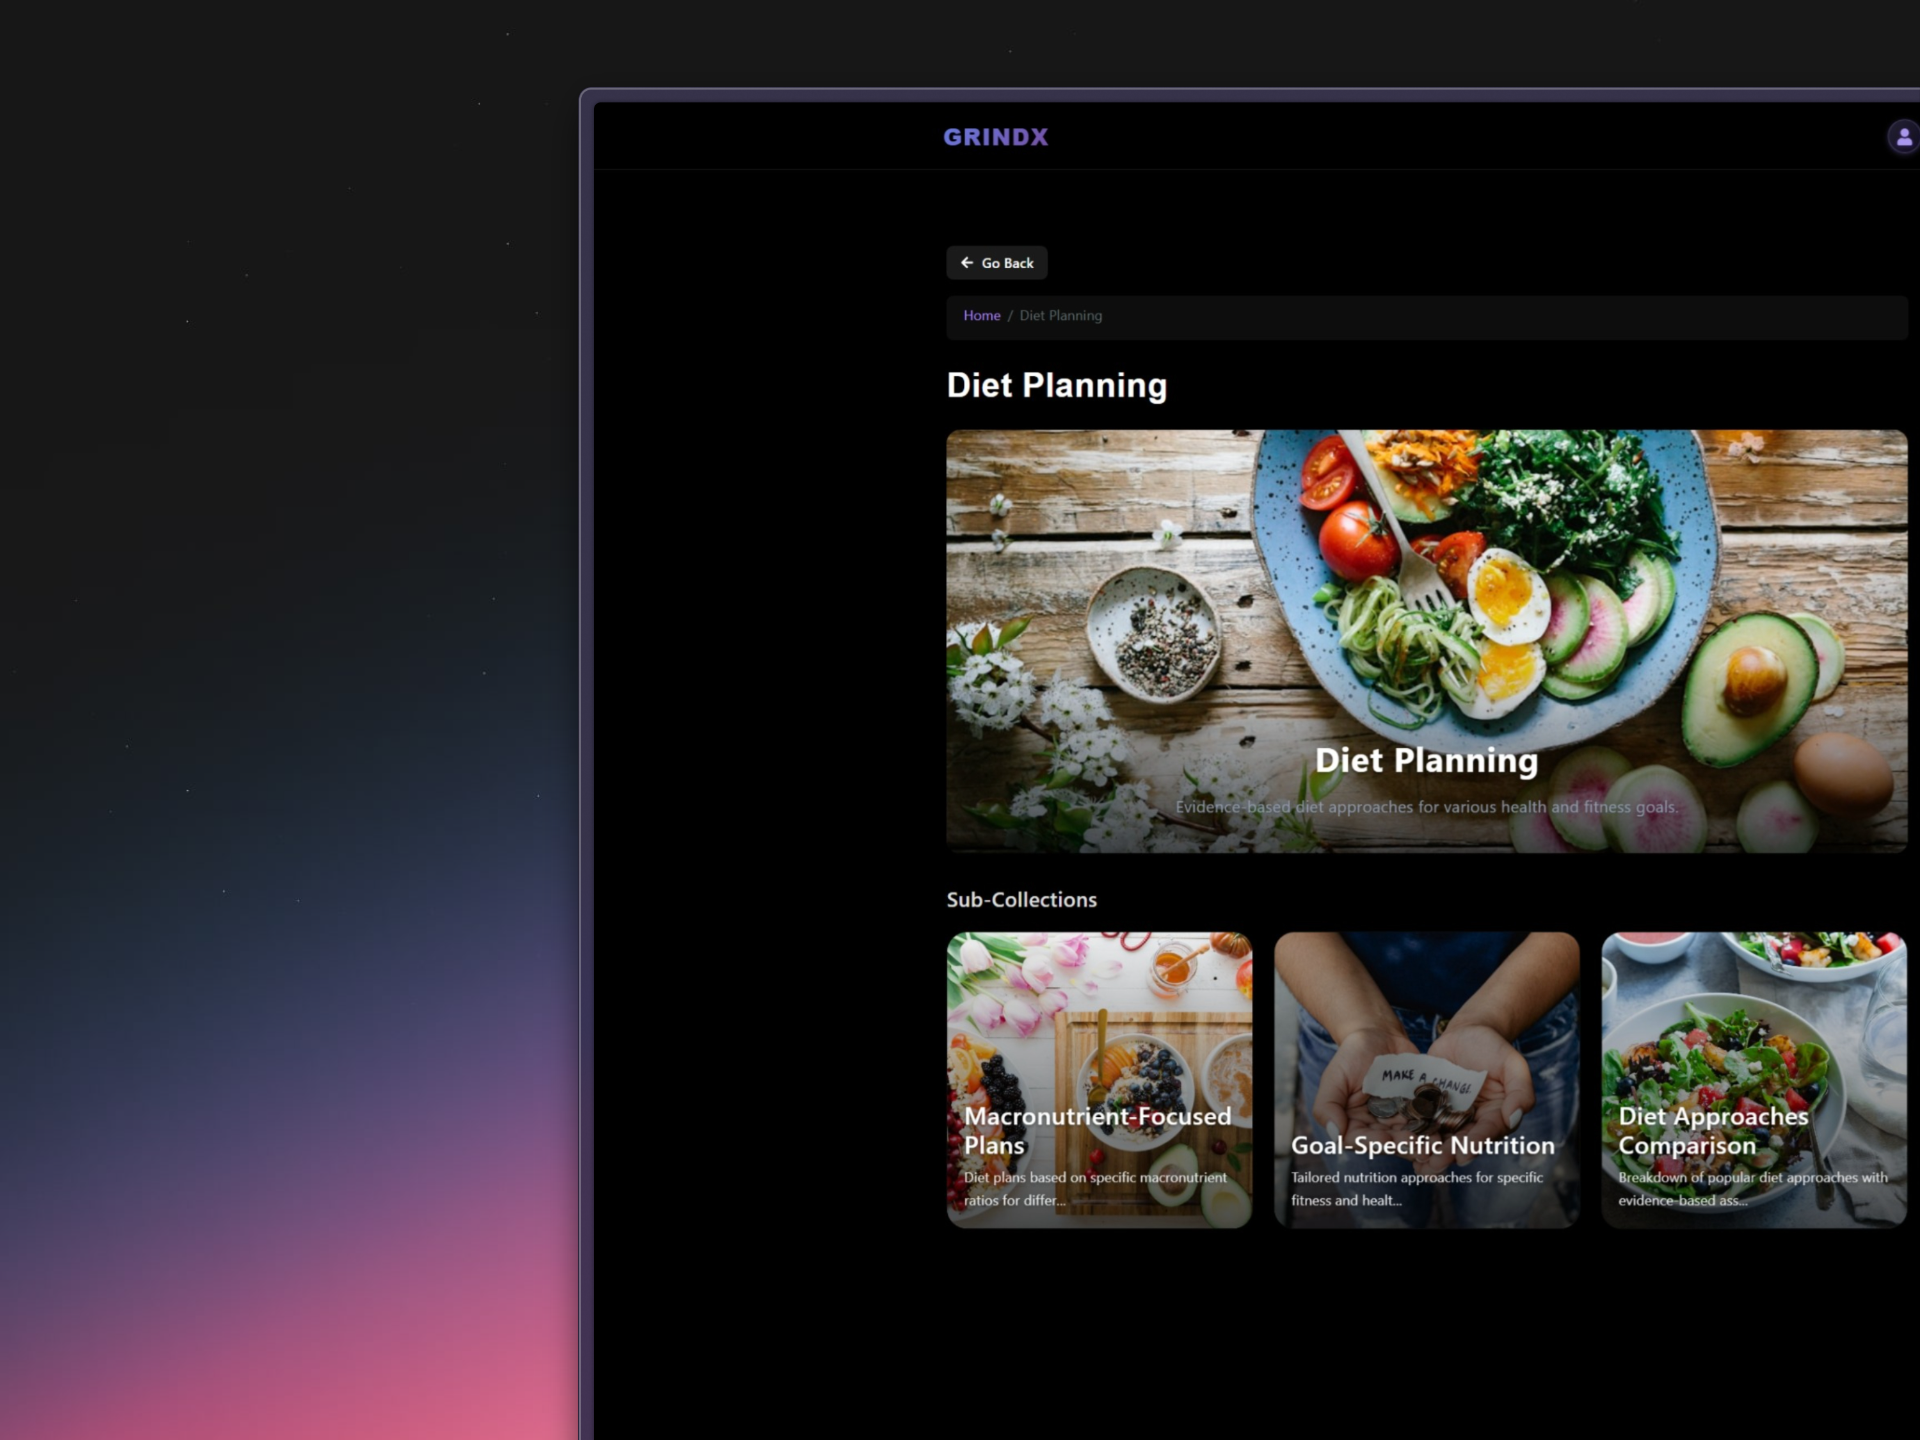 GRINDX
Go Back
Home / Diet Planning
Diet Planning
Diet Planning
Evidence-based diet approaches for various health and fitness goals.
Sub-Collections
MAKE A CHANGE
Macronutrient-Focused
Plans
Diet plans based on specific macronutrient
ratios for differ...
Goal-Specific Nutrition
Tailored nutrition approaches for specific
fitness and healt...
Diet Approaches
Comparison
Breakdown of popular diet approaches with
evidence-based ass...